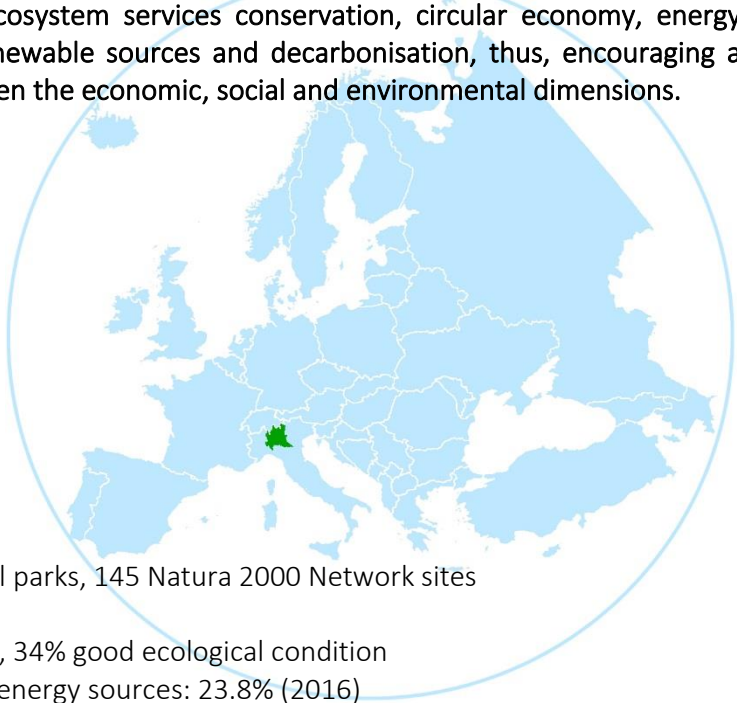 cosystem services conservation, circular economy, energy
newable sources and decarbonisation, thus, encouraging a
en the economic, social and environmental dimensions.
l parks, 145 Natura 2000 Network sites
, 34% good ecological condition
energy sources: 23.8% (2016)